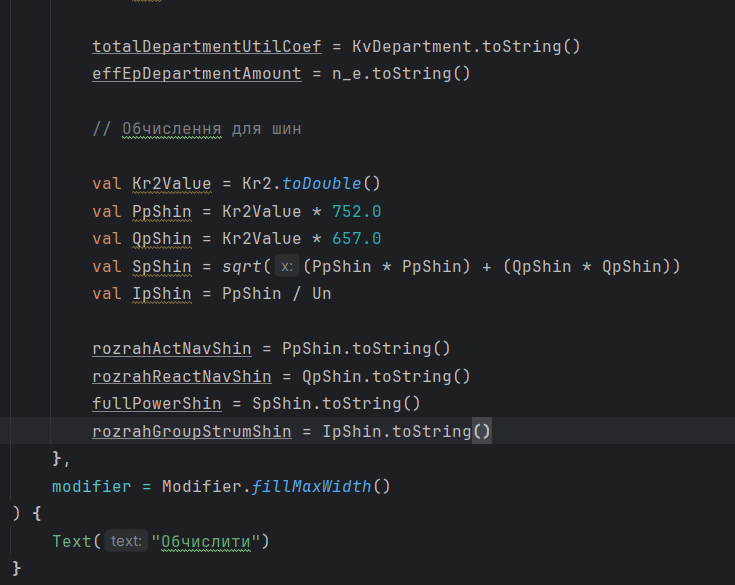 totalDepartmentUtilCoef = KvDepartment.toString()
effEpDepartmentAmount = n_e.toString()
// Обчислення для шин
val Kr2Value = Kr2.toDouble()
val PpShin = Kr2Value * 752.0
val QpShin = Kr2Value * 657.0
val SpShin = sqrt( x: (PpShin * PpShin) + (QpShin * QpShin))
val IpShin = PpShin / Un
rozrahActNavShin = PpShin.toString()
rozrahReactNavShin = QpShin.toString()
fullPowerShin = SpShin.toString()
rozrahGroupStrumShin = IpShin.toString()
},
modifier = Modifier.fillMaxWidth()
) {
Text( text: "Обчислити")
}